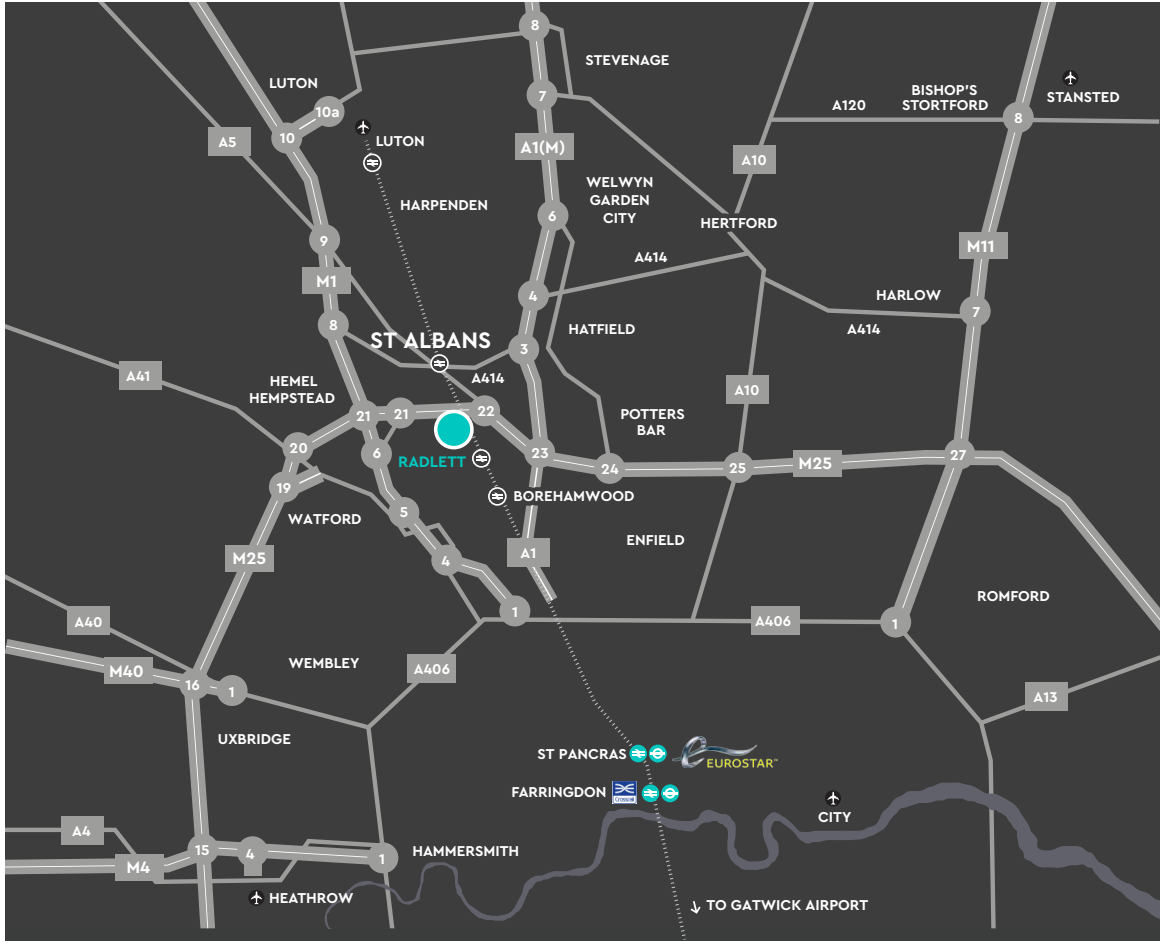 8
STEVENAGE
LUTON
BISHOP'S
STORTFORD
STANSTED
7
A120
10a
8
10
LUTON
A5
A1(M)
A10
WELWYN
GARDEN
CITY
HARPENDEN
6
HERTFORD
9
M11
A414
M1
4
HARLOW
7
8
HATFIELD
A414
ST ALBANS
3
A41
A414
HEMEL
HEMPSTEAD
A10
21
21
22
POTTERS
BAR
20
6
RADLETT
23
24
25
M25
27
19
BOREHAMWOOD
WATFORD
5
ENFIELD
M25
4
A1
ROMFORD
1
A40
A406
1
WEMBLEY
A406
M40
16
1
A13
UXBRIDGE
ST PANCRAS
EUROSTAR™
FARRINGDON
Crossrail
CITY
A4
15
4
1
HAMMERSMITH
M4
HEATHROW
TO GATWICK AIRPORT